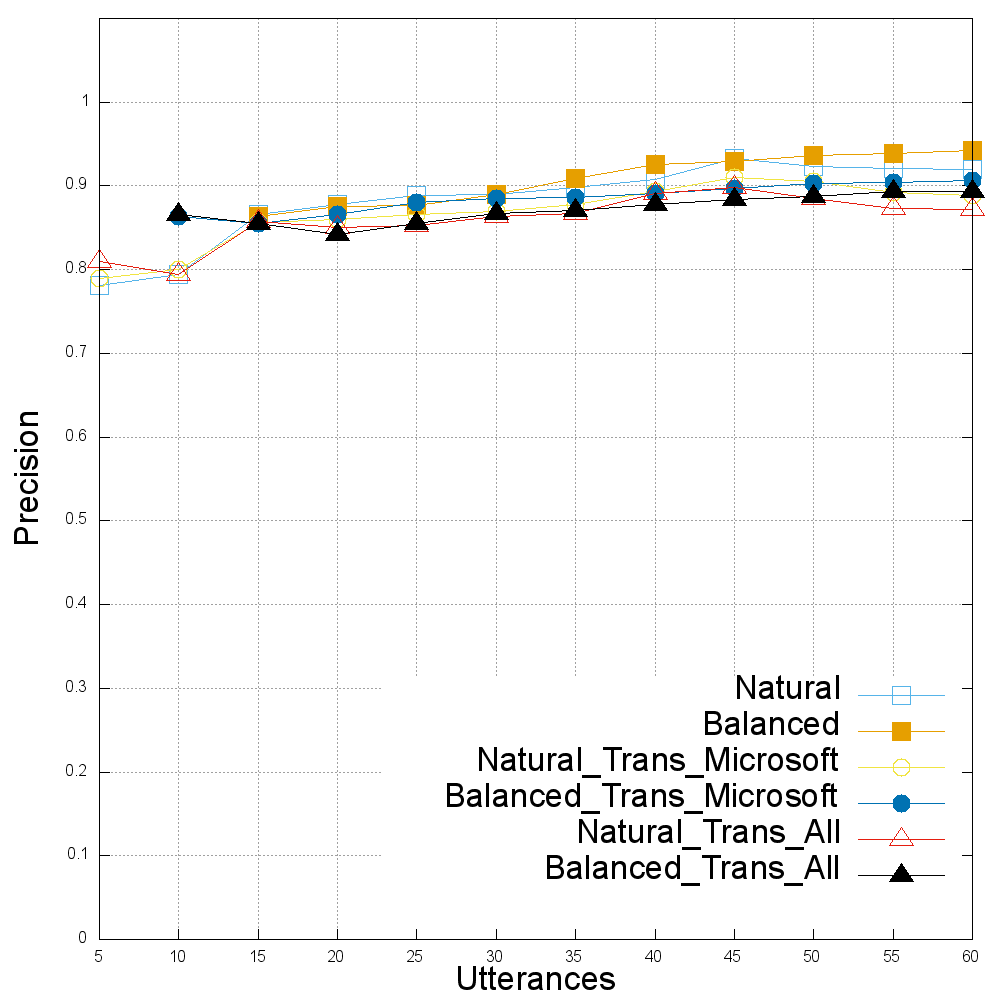 1
0.9
0.8
0.7
0.6
0.5
0.4
0.3
0.2
0.1
0
Precision
Natural
Balanced
Natural_Trans_Microsoft
Balanced_Trans_Microsoft
Natural_Trans_All
Balanced_Trans_All
5 10 15 20 25 30 35 40 45 50 55 60
Utterances